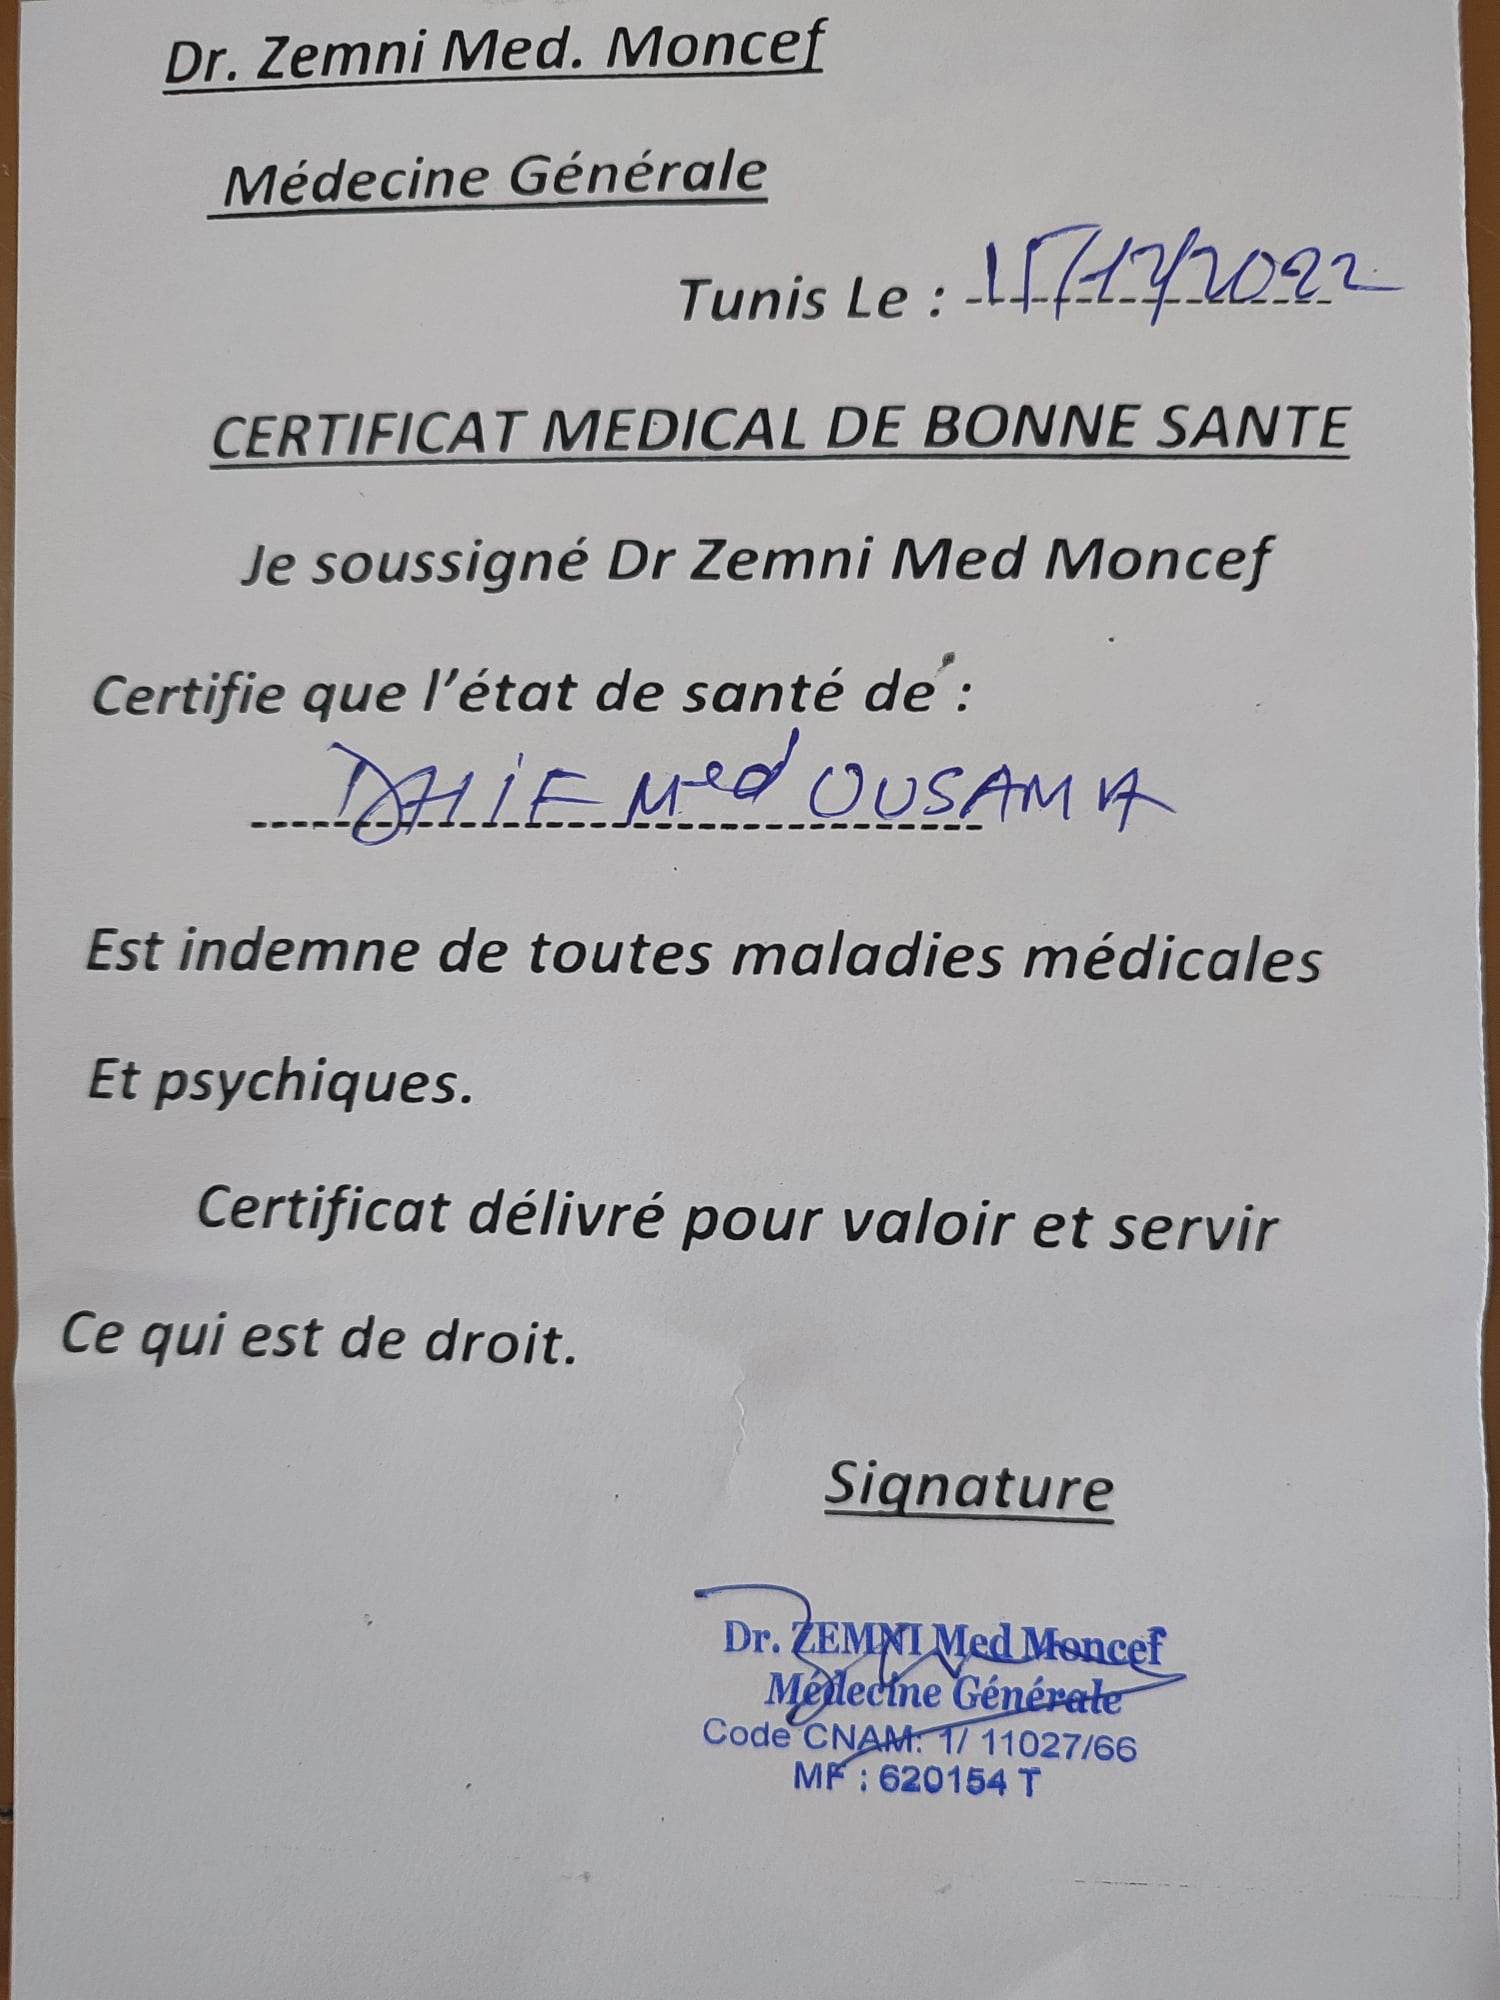 Dr. Zemni Med. Moncef
Médecine Générale
Tunis Le : 15/12/2022
CERTIFICAT MEDICAL DE BONNE SANTE
Je soussigné Dr Zemni Med Moncef
Certifie que l'état de santé de :
DHIF Med OUSAMA
Est indemne de toutes maladies médicales
Et psychiques.
Certificat délivré pour valoir et servir
Ce qui est de droit.
Signature
Dr. ZEMNI Med Moncef
Médecine Générale
Code CNAM: 1/ 11027/66
MF : 620154 T